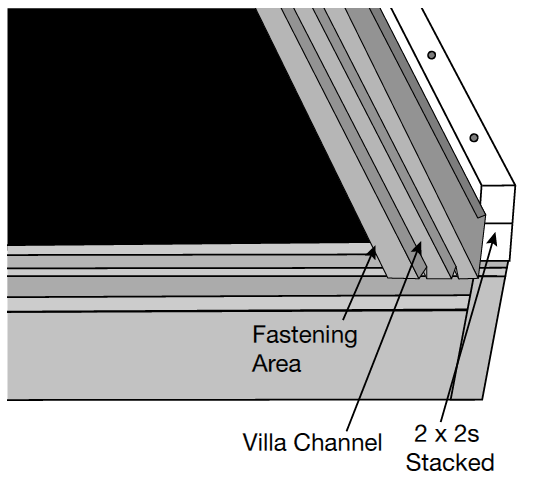 Fastening
Area
Villa Channel
2 x 2s
Stacked